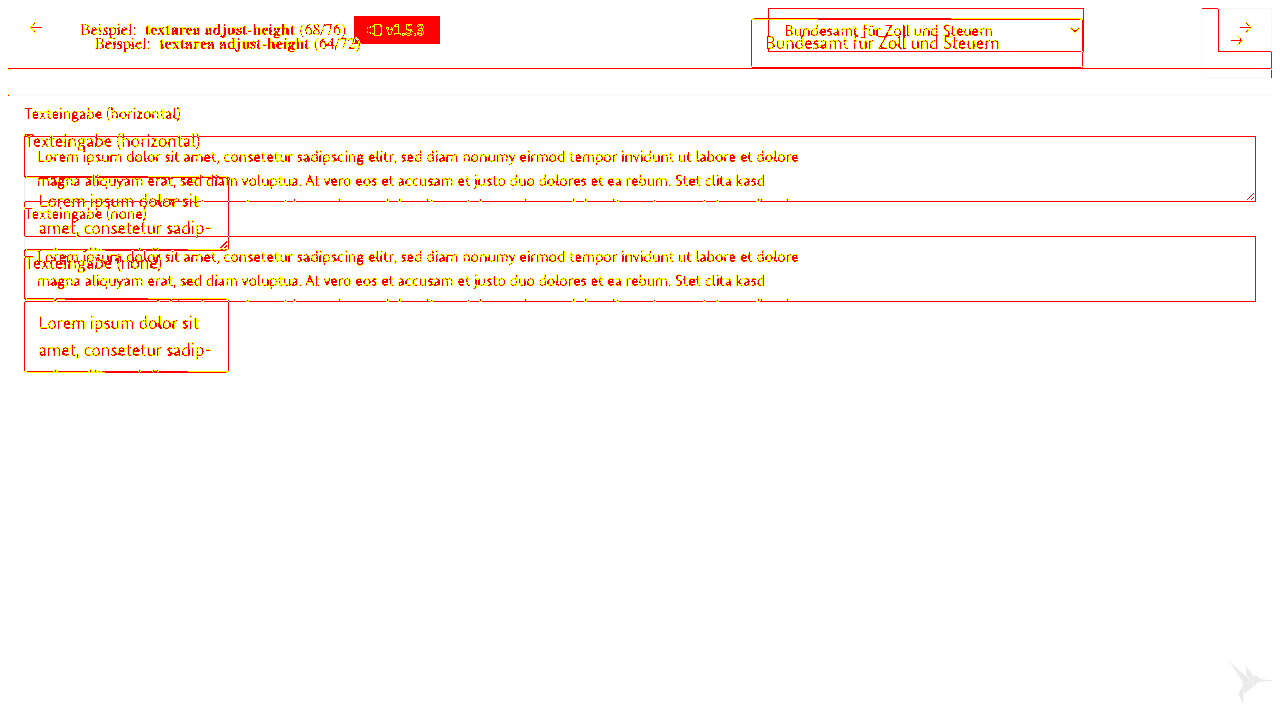 Beispiel: textarea adjust-height (68/76) v1.5.3
Beispiel: textarea adjust-height (64/72)
Bundesamt für Zoll und Steuern
Bundesamt für Zoll und Steuern
Texteingabe (horizontal)
Texteingabe (horizontal)
Lorem ipsum dolor sit amet, consetetur sadipscing elitr, sed diam nonumy eirmod tempor invidunt ut labore et dolore
magna aliquyam erat, sed diam voluptua. At vero eos et accusam et justo duo dolores et ea rebum. Stet clita kasd
Lorem ipsum dolor sit
Texteingabe (none)
amet, consetetur sadip-
Lorem ipsum dolor sit amet, consetetur sadipscing elitr, sed diam nonumy eirmod tempor invidunt ut labore et dolore
Texteingabe (none)
magna aliquyam erat, sed diam voluptua. At vero eos et accusam et justo duo dolores et ea rebum. Stet clita kasd
Lorem ipsum dolor sit
amet, consetetur sadip-